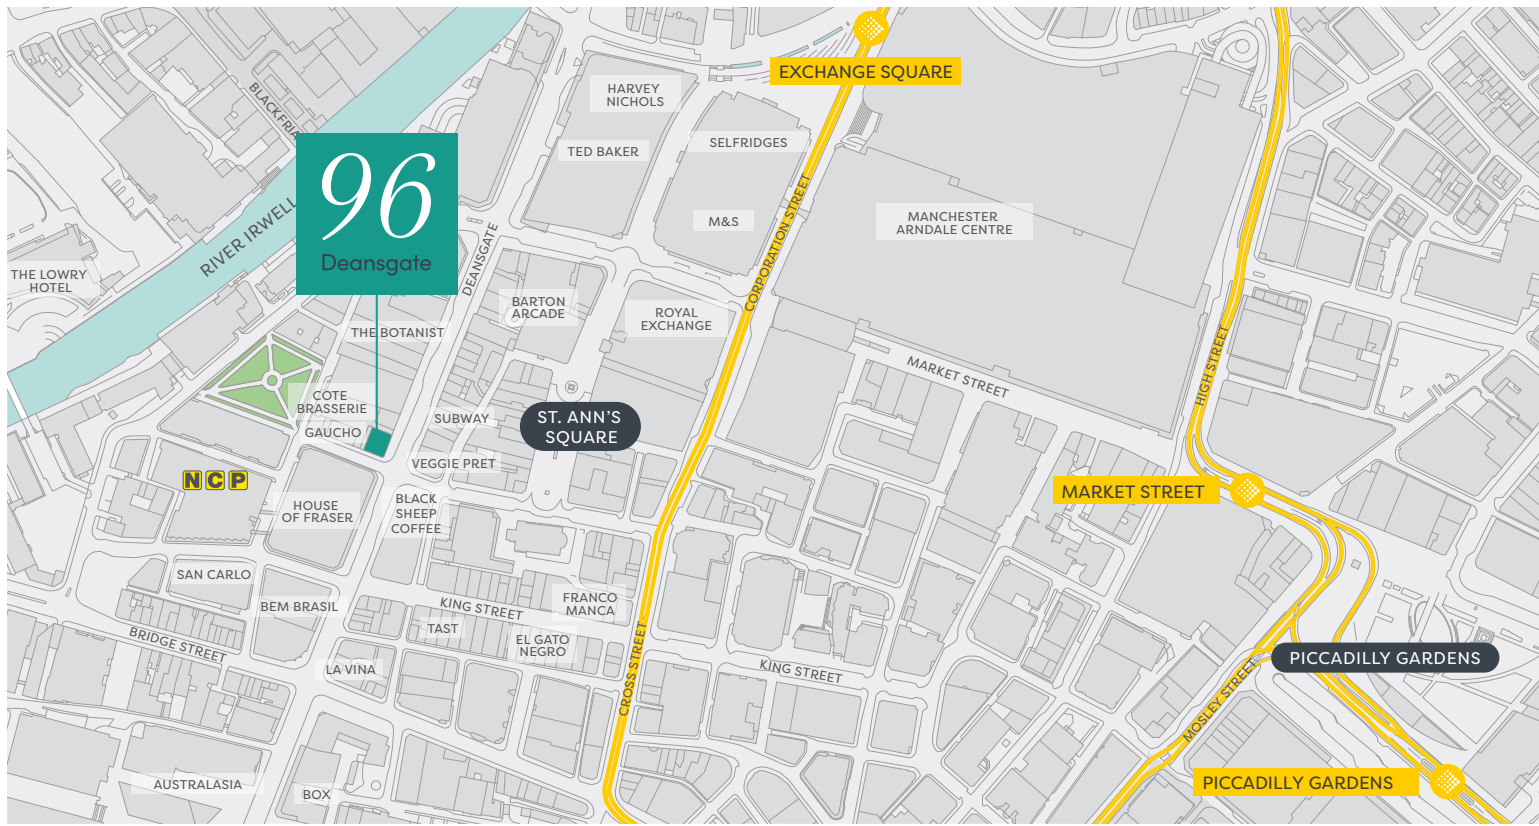 EXCHANGE SQUARE
HARVEY
NICHOLS
TED BAKER
SELFRIDGES
M&S
MANCHESTER
ARNDALE CENTRE
CORPORATION STREET
96
Deansgate
RIVER IRWELL
THE LOWRY
HOTEL
DEANSGATE
BARTON
ARCADE
ROYAL
EXCHANGE
THE BOTANIST
MARKET STREET
HIGH STREET
COTE
BRASSERIE
GAUCHO
SUBWAY
ST. ANN'S
SQUARE
VEGGIE PRET
NCP
HOUSE
OF FRASER
BLACK
SHEEP
COFFEE
MARKET STREET
SAN CARLO
BEM BRASIL
KING STREET
FRANCO
MANCA
TAST
EL GATO
NEGRO
BRIDGE STREET
LA VINA
CROSS STREET
KING STREET
PICCADILLY GARDENS
MOSLEY STREET
AUSTRALASIA
BOX
PICCADILLY GARDENS